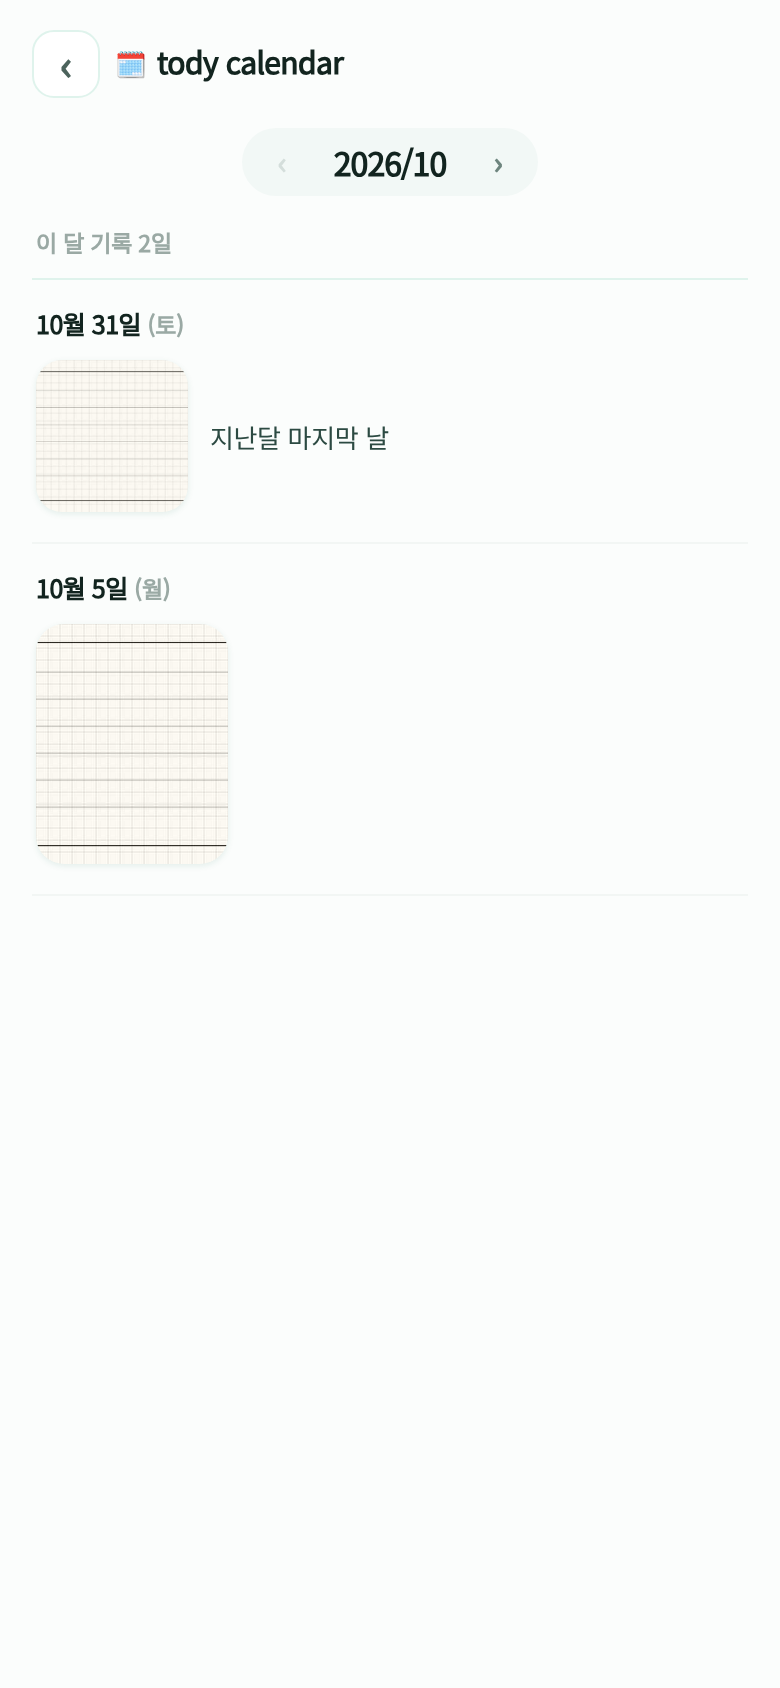 ‹ 🗓️ tody calendar
‹ 2026/10 ›
이 달 기록 2일
10월 31일 (토)
지난달 마지막 날
10월 5일 (월)